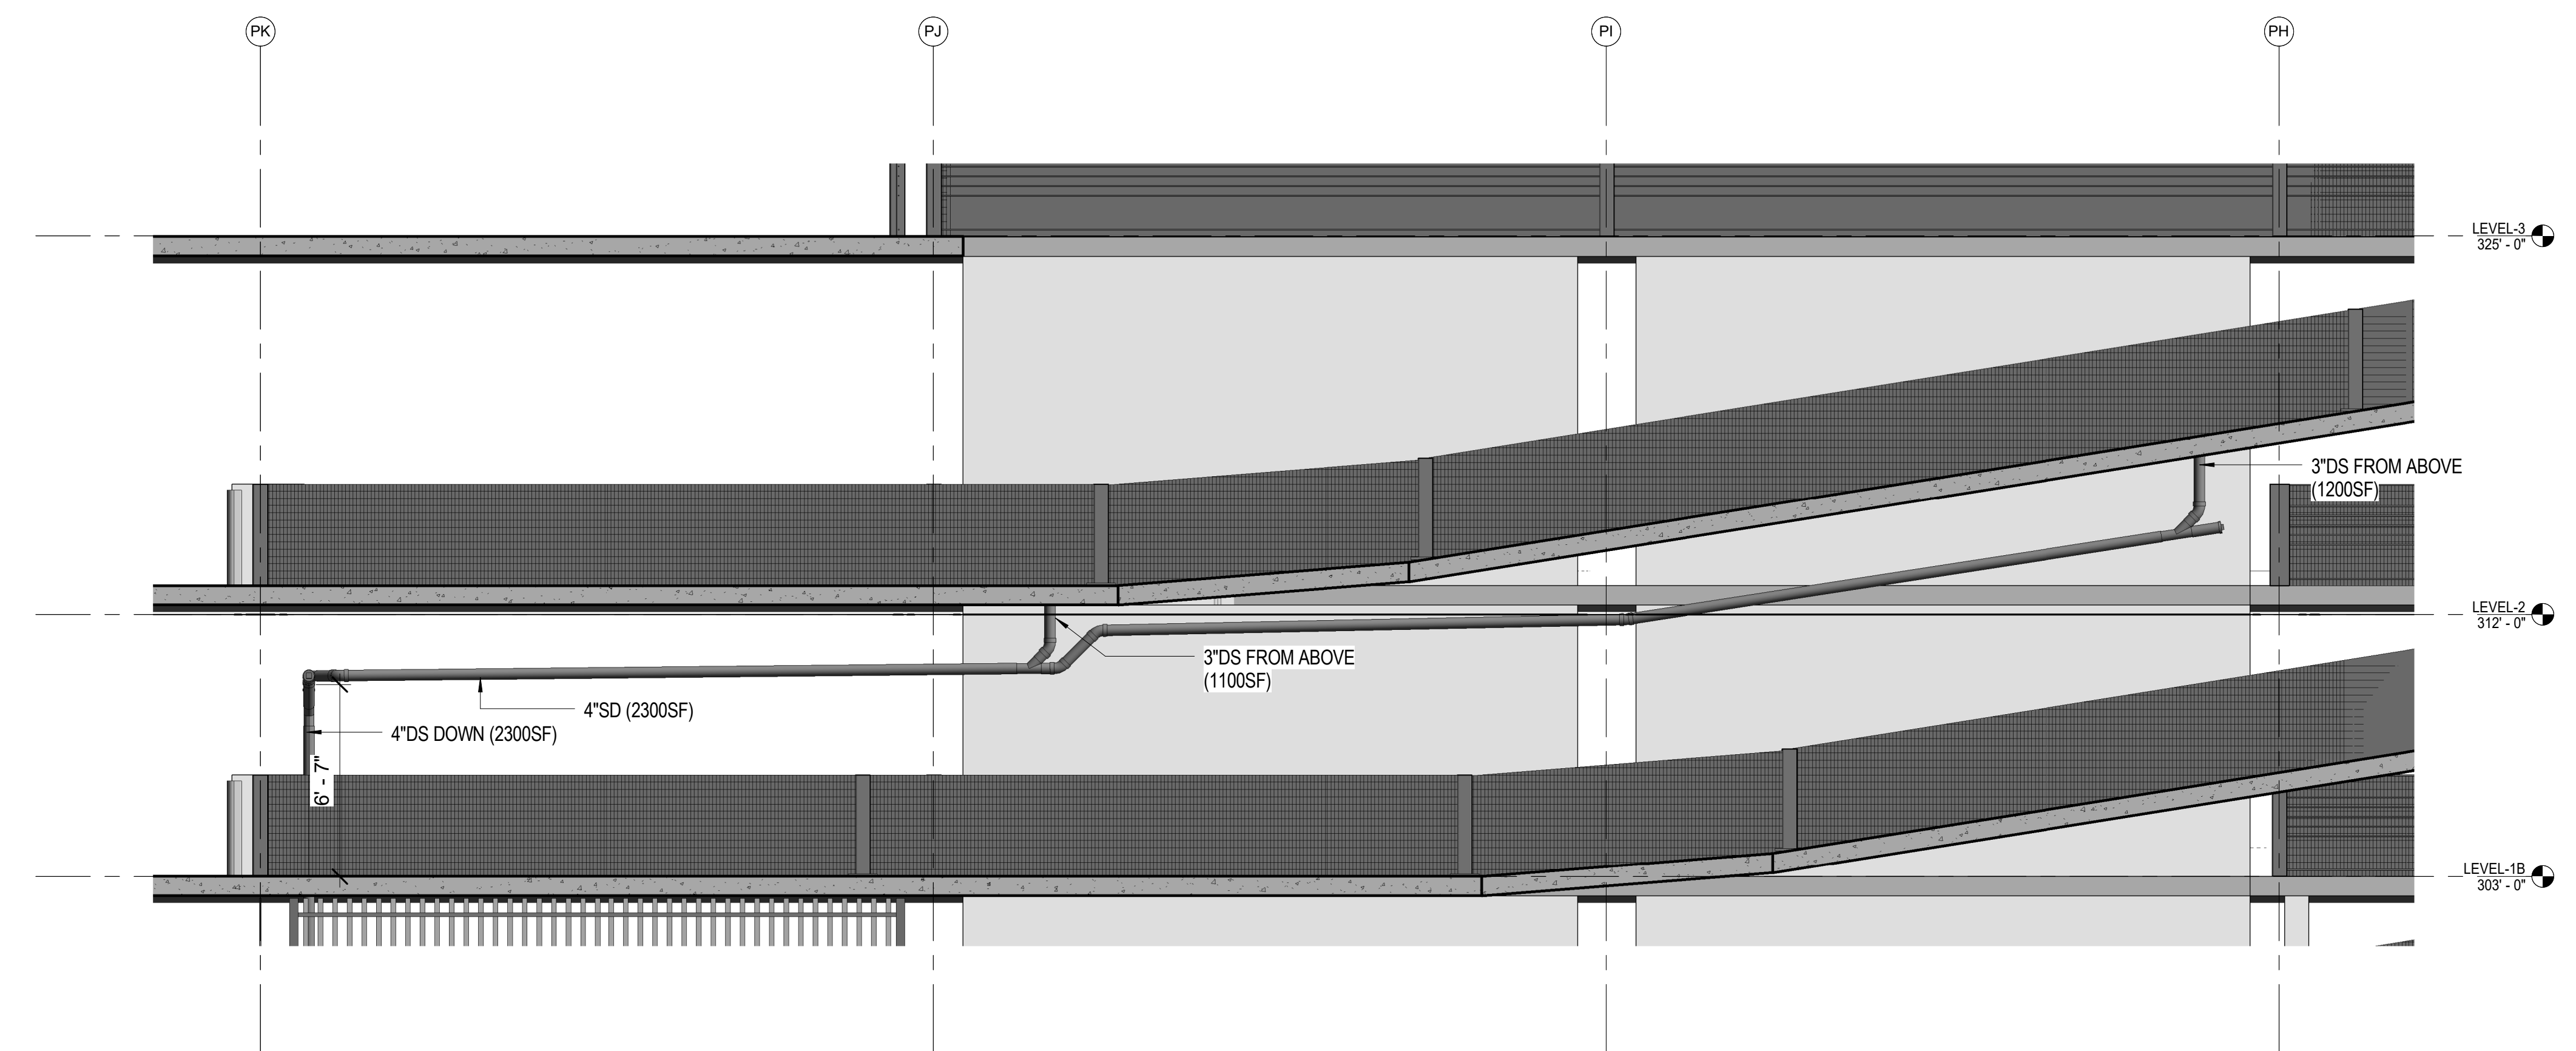 PK
PJ
PI
PH
LEVEL-3
325' - 0"
3"DS FROM ABOVE
(1200SF)
LEVEL-2
312' - 0"
3"DS FROM ABOVE
(1100SF)
4"SD (2300SF)
4"DS DOWN (2300SF)
6' - 7"
LEVEL-1B
303' - 0"